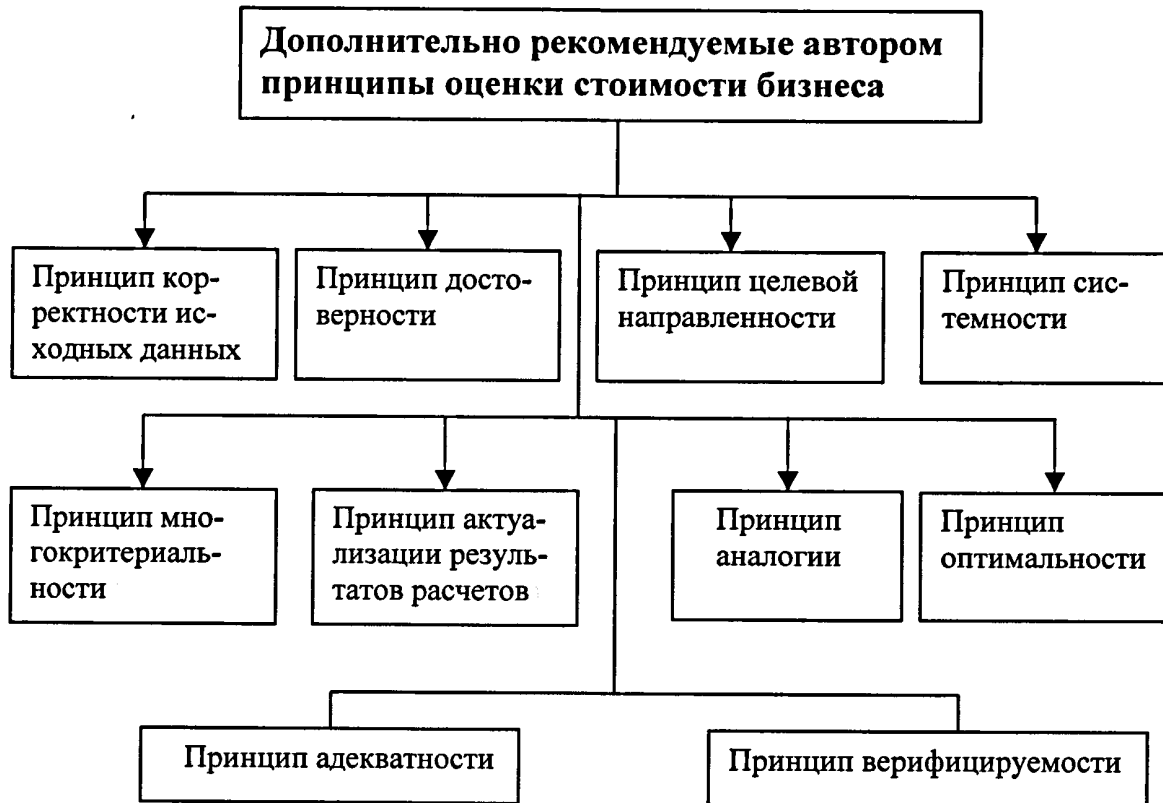 Дополнительно рекомендуемые автором
принципы оценки стоимости бизнеса
Принцип кор-
ректности ис-
ходных данных
Принцип досто-
верности
Принцип целевой
направленности
Принцип сис-
темности
Принцип мно-
гокритериаль-
ности
Принцип актуа-
лизации резуль-
татов расчетов
Принцип
аналогии
Принцип
оптимальности
Принцип адекватности
Принцип верифицируемости